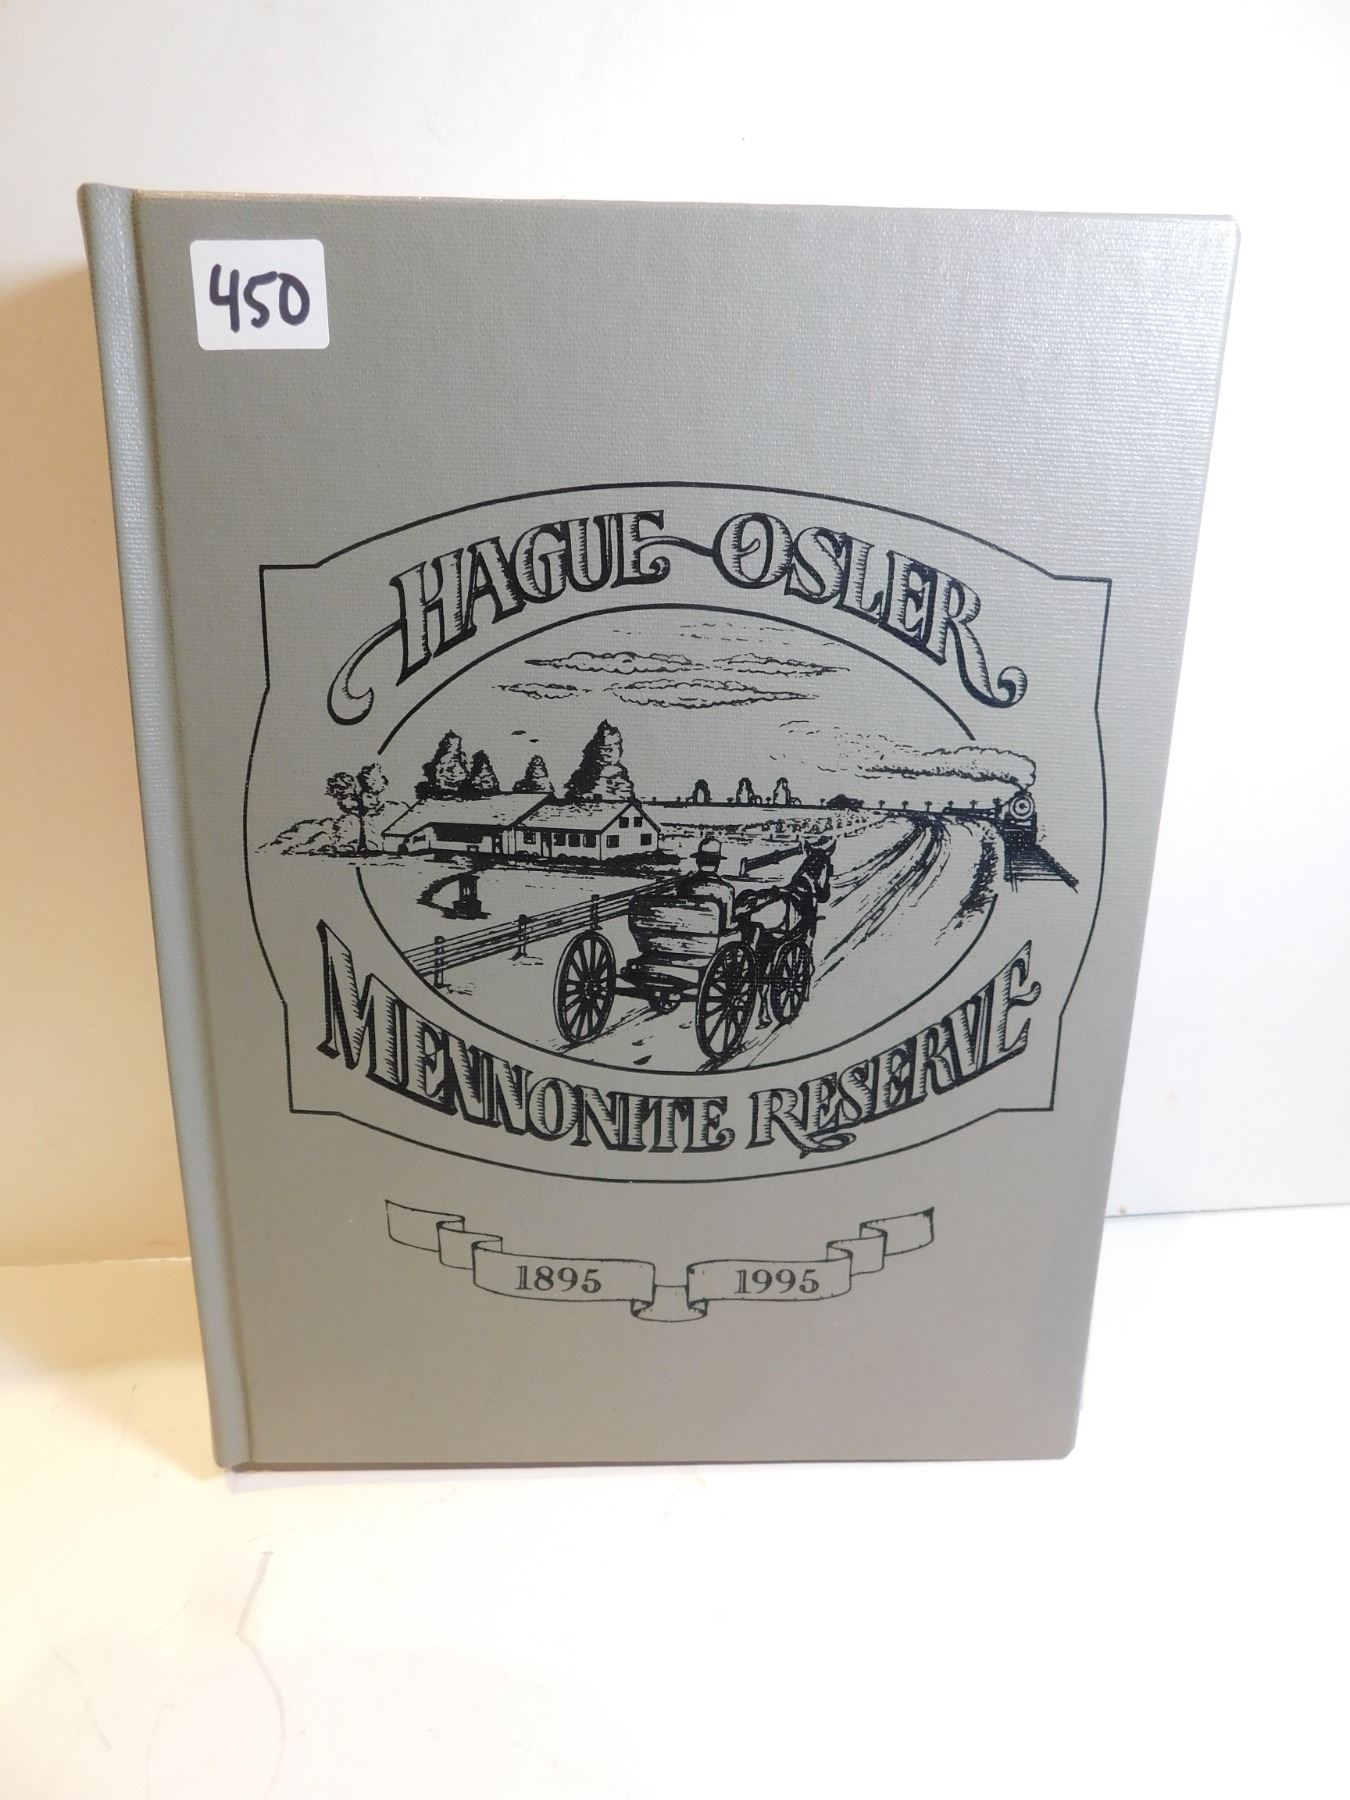 450
HAGUE-OSLER
MENNONITE RESERVE
1895 1995